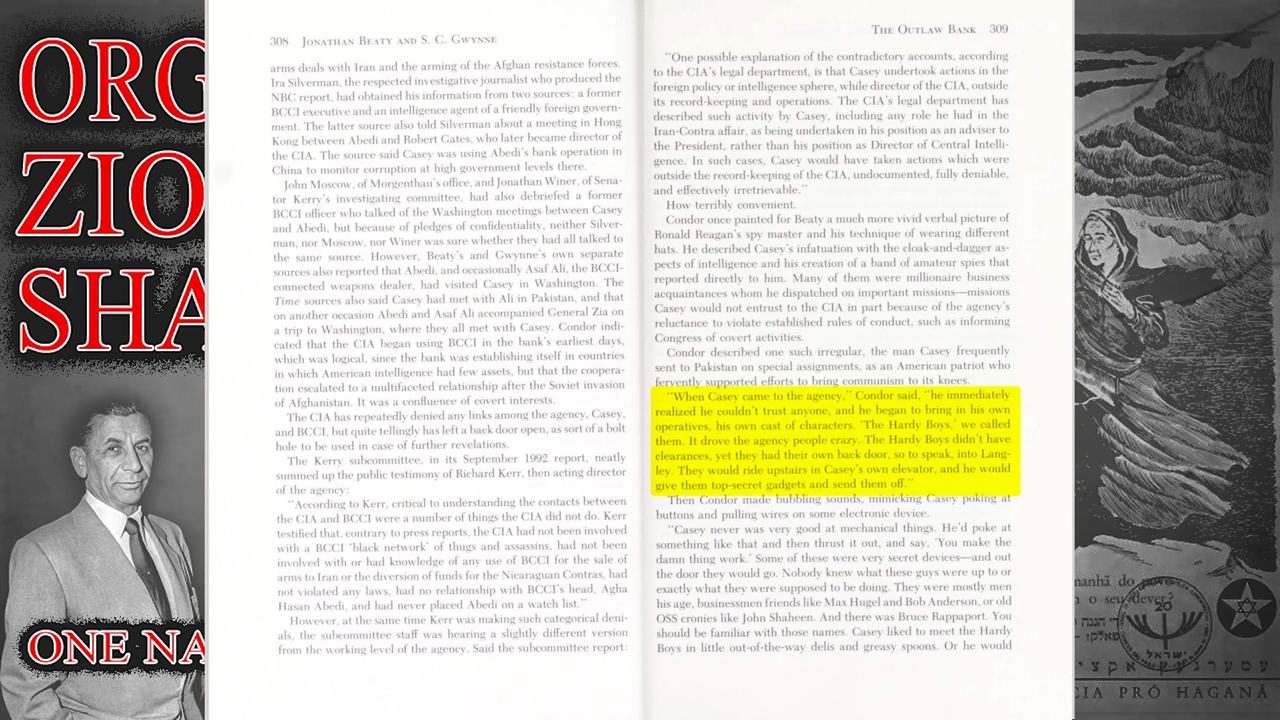 ORG
ZIO
SHA
ONE NA
308 JONATHAN BEATY AND S. C. GWYNNE
arms deals with Iran and the arming of the Afghan resistance forces.
Ira Silverman, the respected investigative journalist who produced the
NBC report, had obtained his information from two sources: a former
BCCI executive and an intelligence agent of a friendly foreign govern-
ment. The latter source also told Silverman about a meeting in Hong
Kong between Abedi and Robert Gates, who later became director of
the CIA. The source said Casey was using Abedi's bank operation in
China to monitor corruption at high government levels there.
John Moscow, of Morgenthau's office, and Jonathan Winer, of Sena-
tor Kerry's investigating committee, had also debriefed a former
BCCI officer who talked of the Washington meetings between Casey
and Abedi, but because of pledges of confidentiality, neither Silver-
man, nor Moscow, nor Winer was sure whether they had all talked to
the same source. However, Beaty's and Gwynne's own separate
sources also reported that Abedi, and occasionally Asaf Ali, the BCCI-
connected weapons dealer, had visited Casey in Washington. The
Time sources also said Casey had met with Ali in Pakistan, and that
on another occasion Abedi and Asaf Ali accompanied General Zia on
a trip to Washington, where they all met with Casey. Condor indi-
cated that the CIA began using BCCI in the bank's earliest days,
which was logical, since the bank was establishing itself in countries
in which American intelligence had few assets, but that the coopera-
tion escalated to a multifaceted relationship after the Soviet invasion
of Afghanistan. It was a confluence of covert interests.
The CIA has repeatedly denied any links among the agency, Casey,
and BCCI, but quite tellingly has left a back door open, as sort of a bolt
hole to be used in case of further revelations.
The Kerry subcommittee, in its September 1992 report, neatly
summed up the public testimony of Richard Kerr, then acting director
of the agency:
"According to Kerr, critical to understanding the contacts between
the CIA and BCCI were a number of things the CIA did not do. Kerr
testified that, contrary to press reports, the CIA had not been involved
with a BCCI 'black network' of thugs and assassins, had not been
involved with or had knowledge of any use of BCCI for the sale of
arms to Iran or the diversion of funds for the Nicaraguan Contras, had
not violated any laws, had no relationship with BCCI's head, Agha
Hasan Abedi, and had never placed Abedi on a watch list."
However, at the same time Kerr was making such categorical deni-
als, the subcommittee staff was hearing a slightly different version
from the working level of the agency. Said the subcommittee report:
THE OUTLAW BANK 309
"One possible explanation of the contradictory accounts, according
to the CIA's legal department, is that Casey undertook actions in the
foreign policy or intelligence sphere, while director of the CIA, outside
its record-keeping and operations. The CIA's legal department has
described such activity by Casey, including any role he had in the
Iran-Contra affair, as being undertaken in his position as an adviser to
the President, rather than his position as Director of Central Intelli-
gence. In such cases, Casey would have taken actions which were
outside the record-keeping of the CIA, undocumented, fully deniable,
and effectively irretrievable."
How terribly convenient.
Condor once painted for Beaty a much more vivid verbal picture of
Ronald Reagan's spy master and his technique of wearing different
hats. He described Casey's infatuation with the cloak-and-dagger as-
pects of intelligence and his creation of a band of amateur spies that
reported directly to him. Many of them were millionaire business
acquaintances whom he dispatched on important missions—missions
Casey would not entrust to the CIA in part because of the agency's
reluctance to violate established rules of conduct, such as informing
Congress of covert activities.
Condor described one such irregular, the man Casey frequently
sent to Pakistan on special assignments, as an American patriot who
fervently supported efforts to bring communism to its knees.
"When Casey came to the agency," Condor said, "he immediately
realized he couldn't trust anyone, and he began to bring in his own
operatives, his own cast of characters. 'The Hardy Boys,' we called
them. It drove the agency people crazy. The Hardy Boys didn't have
clearances, yet they had their own back door, so to speak, into Lang-
ley. They would ride upstairs in Casey's own elevator, and he would
give them top-secret gadgets and send them off."
Then Condor made bubbling sounds, mimicking Casey poking at
buttons and pulling wires on some electronic device.
"Casey never was very good at mechanical things. He'd poke at
something like that and then thrust it out, and say, 'You make the
damn thing work.' Some of these were very secret devices—and out
the door they would go. Nobody knew what these guys were up to or
exactly what they were supposed to be doing. They were mostly men
his age, businessmen friends like Max Hugel and Bob Anderson, or old
OSS cronies like John Shaheen. And there was Bruce Rappaport. You
should be familiar with those names. Casey liked to meet the Hardy
Boys in little out-of-the-way delis and greasy spoons. Or he would
manhã do povo
o seu dever?
20
ישראל
CIA PRÓ HAGANÁ